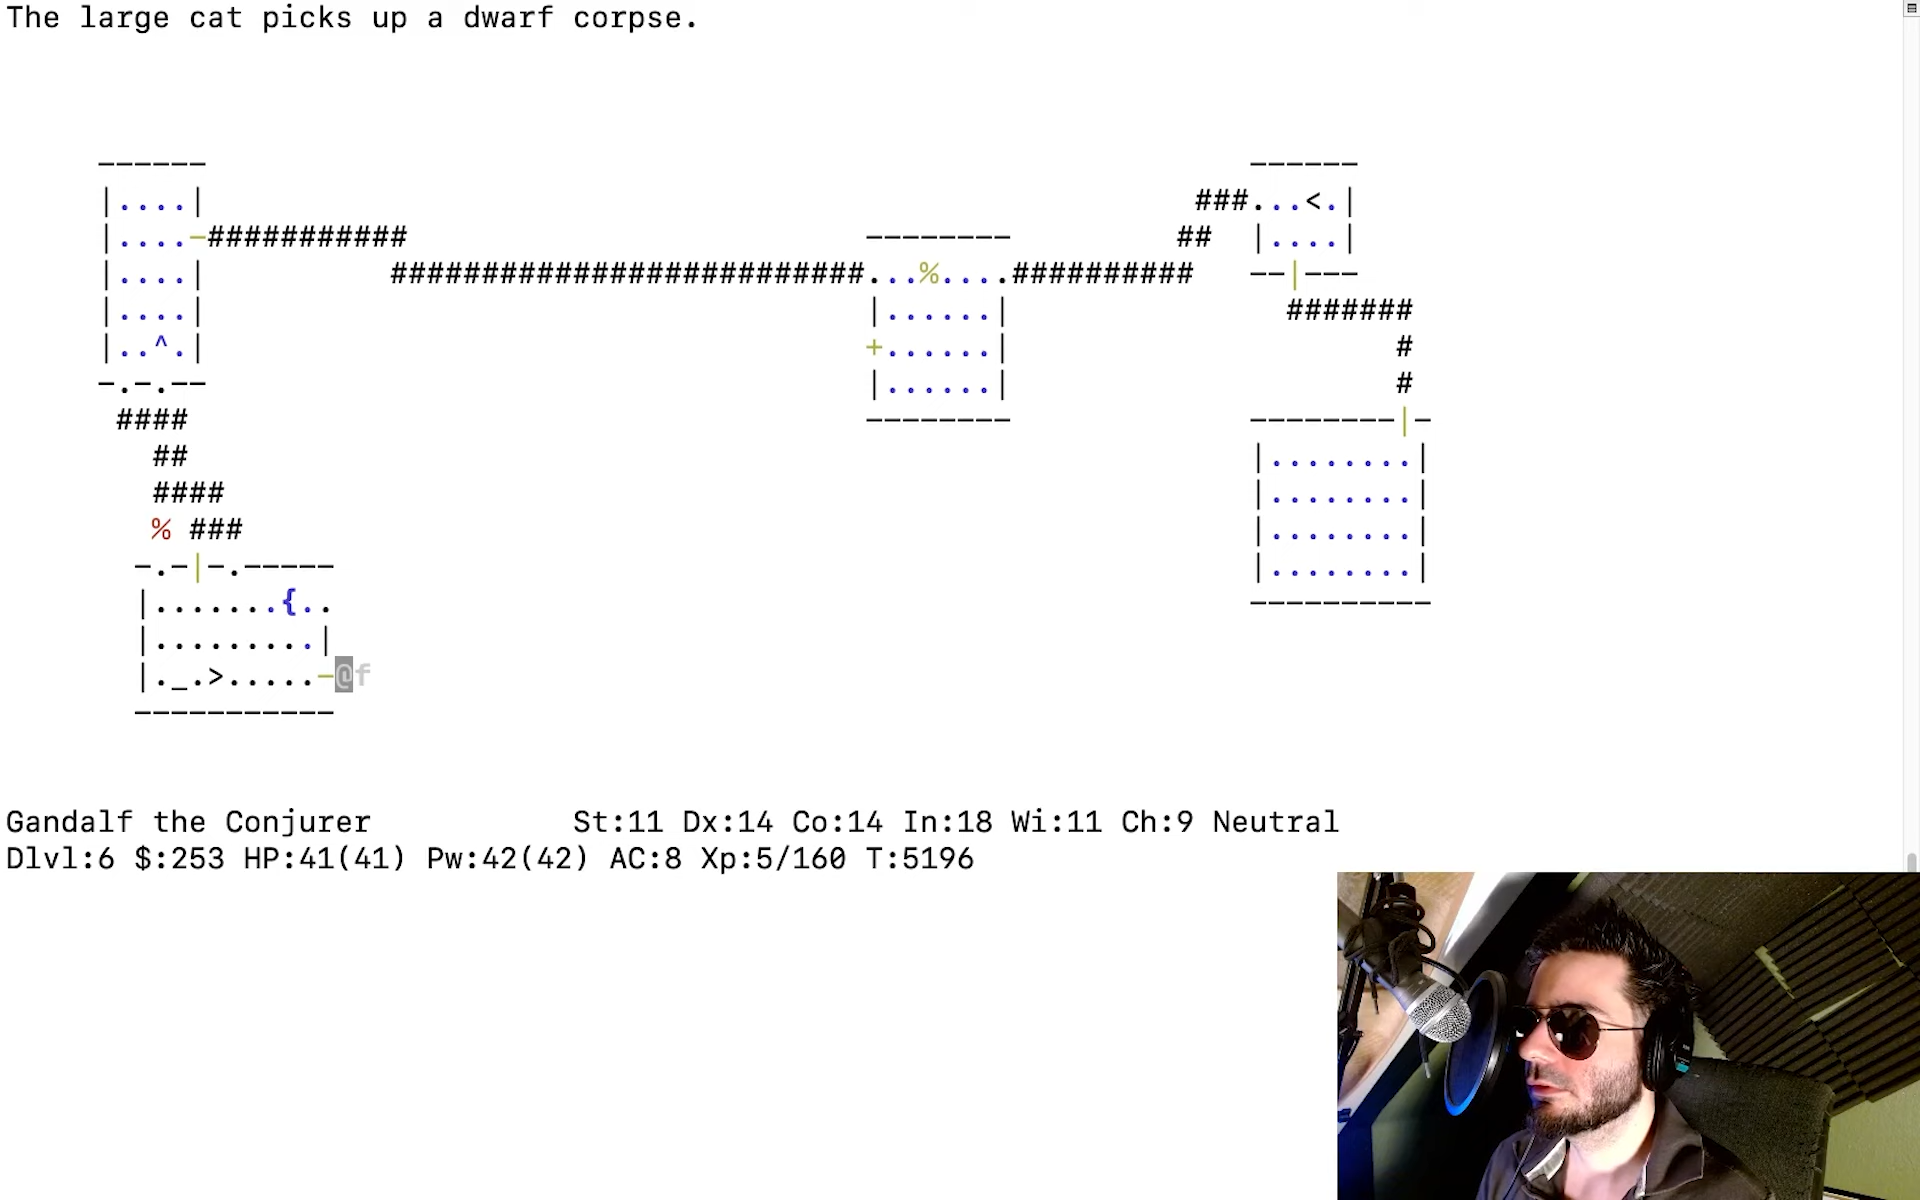 The large cat picks up a dwarf corpse.
------ ------
|....| ###...<.|
|....-########### -------- ## |....|
|....| ##########################...%....########## --|---
|....| |......| #######
|..^.| +......| #
-.-.-- |......| #
#### -------- --------|-
## |........|
#### |........|
% ### |........|
-.-|-.----- |........|
|.......{.. ----------
|.........|
|._.>.....-@f
-----------
Gandalf the Conjurer St:11 Dx:14 Co:14 In:18 Wi:11 Ch:9 Neutral
Dlvl:6 $:253 HP:41(41) Pw:42(42) AC:8 Xp:5/160 T:5196